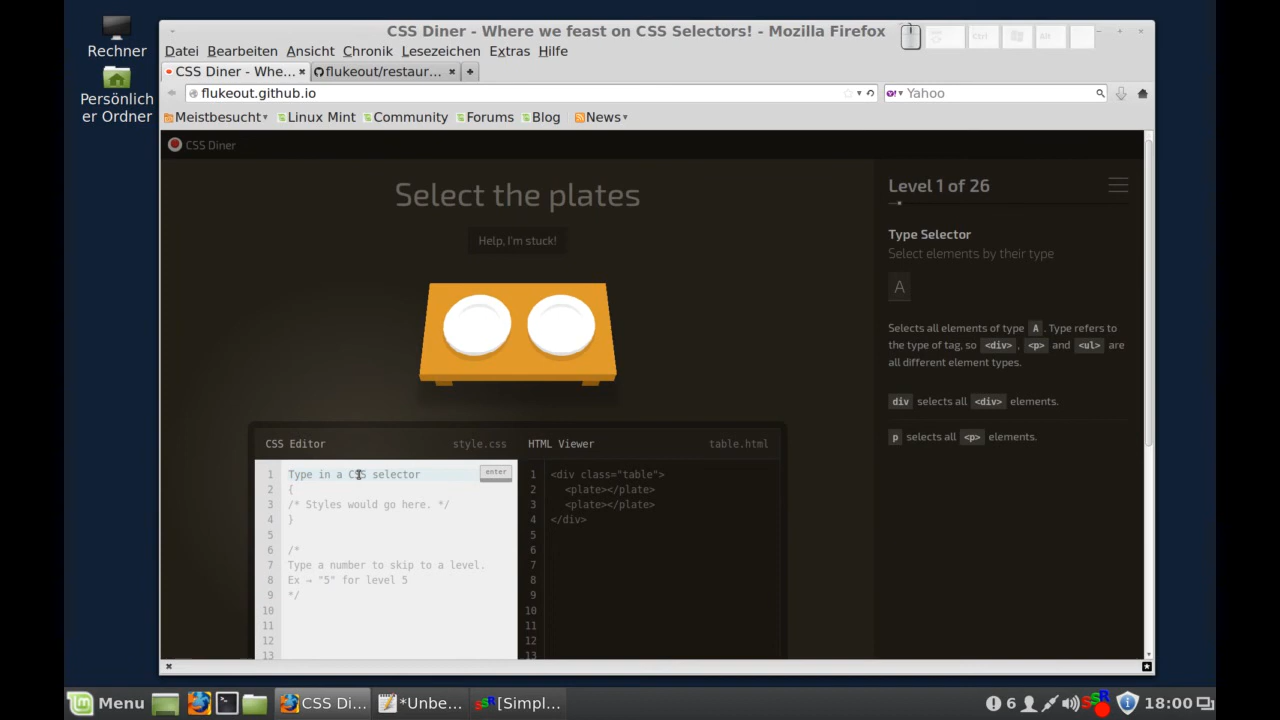 Rechner
Persönlich
er Ordner
CSS Diner - Where we feast on CSS Selectors! - Mozilla Firefox
Ctrl
Alt
Datei Bearbeiten Ansicht Chronik Lesezeichen Extras Hilfe
CSS Diner - Whe...
flukeout/restaur...
flukeout.github.io
Yahoo
Meistbesucht
Linux Mint
Community
Forums
Blog
News
CSS Diner
Select the plates
Help, I'm stuck!
CSS Editor style.css
1 Type in a CSS selector
enter
2 {
3 /* Styles would go here. */
4 }
5
6 /*
7 Type a number to skip to a level.
8 Ex → "5" for level 5
9 */
10
11
12
13
HTML Viewer table.html
1 <div class="table">
2 <plate></plate>
3 <plate></plate>
4 </div>
5
6
7
8
9
10
11
12
13
Level 1 of 26
Type Selector
Select elements by their type
A
Selects all elements of type A . Type refers to
the type of tag, so <div> , <p> and <ul> are
all different element types.
div selects all <div> elements.
p selects all <p> elements.
Menu
CSS Di...
*Unbe...
[Simpl...
6
18:00